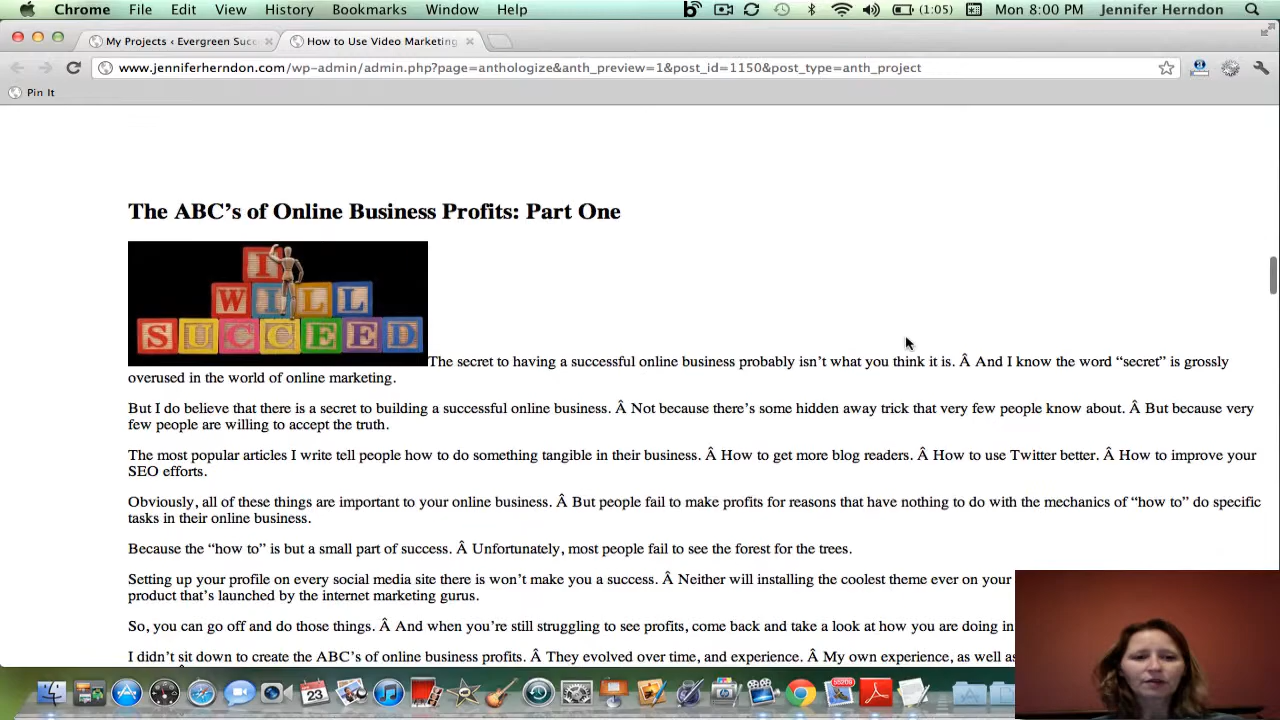 Chrome File Edit View History Bookmarks Window Help (1:05) Mon 8:00 PM Jennifer Herndon
My Projects ‹ Evergreen Succ How to Use Video Marketing
www.jenniferherndon.com/wp-admin/admin.php?page=anthologize&anth_preview=1&post_id=1150&post_type=anth_project
Pin It
The ABC’s of Online Business Profits: Part One
I
WILL
SUCCEED
The secret to having a successful online business probably isn’t what you think it is. Â And I know the word “secret” is grossly
overused in the world of online marketing.
But I do believe that there is a secret to building a successful online business. Â Not because there’s some hidden away trick that very few people know about. Â But because very
few people are willing to accept the truth.
The most popular articles I write tell people how to do something tangible in their business. Â How to get more blog readers. Â How to use Twitter better. Â How to improve your
SEO efforts.
Obviously, all of these things are important to your online business. Â But people fail to make profits for reasons that have nothing to do with the mechanics of “how to” do specific
tasks in their online business.
Because the “how to” is but a small part of success. Â Unfortunately, most people fail to see the forest for the trees.
Setting up your profile on every social media site there is won’t make you a success. Â Neither will installing the coolest theme ever on your
product that’s launched by the internet marketing gurus.
So, you can go off and do those things. Â And when you’re still struggling to see profits, come back and take a look at how you are doing in
I didn’t sit down to create the ABC’s of online business profits. Â They evolved over time, and experience. Â My own experience, as well as
23